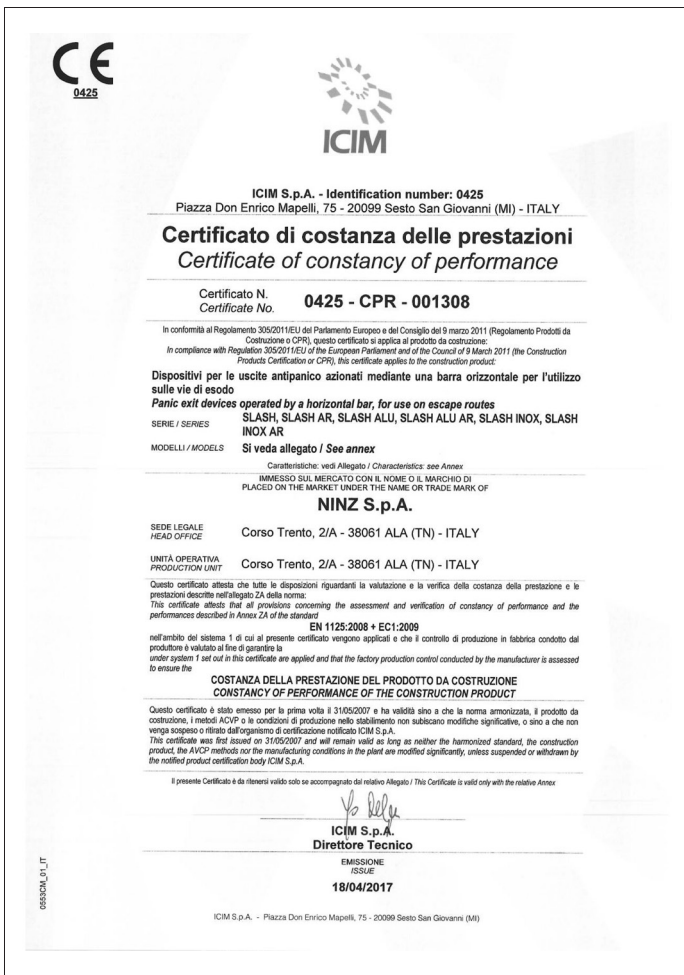 CE
0425
ICIM
ICIM S.p.A. - Identification number: 0425
Piazza Don Enrico Mapelli, 75 - 20099 Sesto San Giovanni (MI) - ITALY
Certificato di costanza delle prestazioni
Certificate of constancy of performance
Certificato N.
Certificate No.
0425 - CPR - 001308
In conformità al Regolamento 305/2011/EU del Parlamento Europeo e del Consiglio del 9 marzo 2011 (Regolamento Prodotti da
Costruzione o CPR), questo certificato si applica al prodotto da costruzione:
In compliance with Regulation 305/2011/EU of the European Parliament and of the Council of 9 March 2011 (the Construction
Products Certification or CPR), this certificate applies to the construction product:
Dispositivi per le uscite antipanico azionati mediante una barra orizzontale per l'utilizzo
sulle vie di esodo
Panic exit devices operated by a horizontal bar, for use on escape routes
SERIE / SERIES
SLASH, SLASH AR, SLASH ALU, SLASH ALU AR, SLASH INOX, SLASH
INOX AR
MODELLI / MODELS
Si veda allegato / See annex
Caratteristiche: vedi Allegato / Characteristics: see Annex
IMMESSO SUL MERCATO CON IL NOME O IL MARCHIO DI
PLACED ON THE MARKET UNDER THE NAME OR TRADE MARK OF
NINZ S.p.A.
SEDE LEGALE
HEAD OFFICE
Corso Trento, 2/A - 38061 ALA (TN) - ITALY
UNITÀ OPERATIVA
PRODUCTION UNIT
Corso Trento, 2/A - 38061 ALA (TN) - ITALY
Questo certificato attesta che tutte le disposizioni riguardanti la valutazione e la verifica della costanza della prestazione e le
prestazioni descritte nell'allegato ZA della norma:
This certificate attests that all provisions concerning the assessment and verification of constancy of performance and the
performances described in Annex ZA of the standard
EN 1125:2008 + EC1:2009
nell'ambito del sistema 1 di cui al presente certificato vengono applicati e che il controllo di produzione in fabbrica condotto dal
produttore è valutato al fine di garantire la
under system 1 set out in this certificate are applied and that the factory production control conducted by the manufacturer is assessed
to ensure the
COSTANZA DELLA PRESTAZIONE DEL PRODOTTO DA COSTRUZIONE
CONSTANCY OF PERFORMANCE OF THE CONSTRUCTION PRODUCT
Questo certificato è stato emesso per la prima volta il 31/05/2007 e ha validità sino a che la norma armonizzata, il prodotto da
costruzione, i metodi ACVP o le condizioni di produzione nello stabilimento non subiscano modifiche significative, o sino a che non
venga sospeso o ritirato dall'organismo di certificazione notificato ICIM S.p.A.
This certificate was first issued on 31/05/2007 and will remain valid as long as neither the harmonized standard, the construction
product, the AVCP methods nor the manufacturing conditions in the plant are modified significantly, unless suspended or withdrawn by
the notified product certification body ICIM S.p.A.
Il presente Certificato è da ritenersi valido solo se accompagnato dal relativo Allegato / This Certificate is valid only with the relative Annex
ICIM S.p.A.
Direttore Tecnico
EMISSIONE
ISSUE
18/04/2017
0553CM_01_IT
ICIM S.p.A. - Piazza Don Enrico Mapelli, 75 - 20099 Sesto San Giovanni (MI)